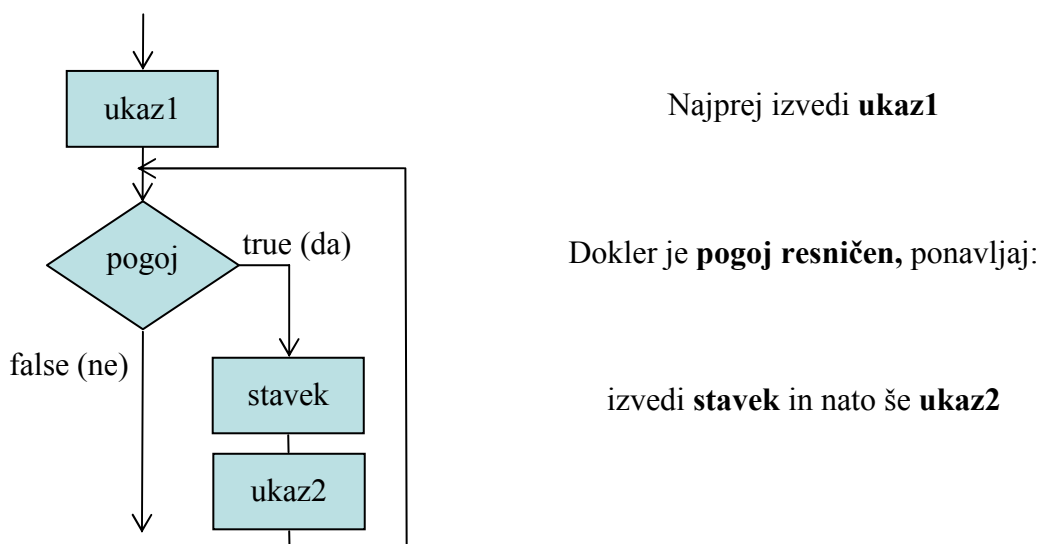 ukaz1
Najprej izvedi ukaz1
pogoj
true (da)
Dokler je pogoj resničen, ponavljaj:
false (ne)
stavek
izvedi stavek in nato še ukaz2
ukaz2